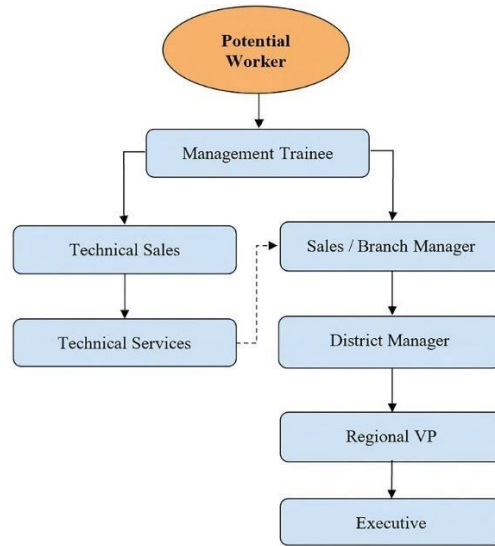 Potential
Worker
Management Trainee
Technical Sales
Sales / Branch Manager
Technical Services
District Manager
Regional VP
Executive